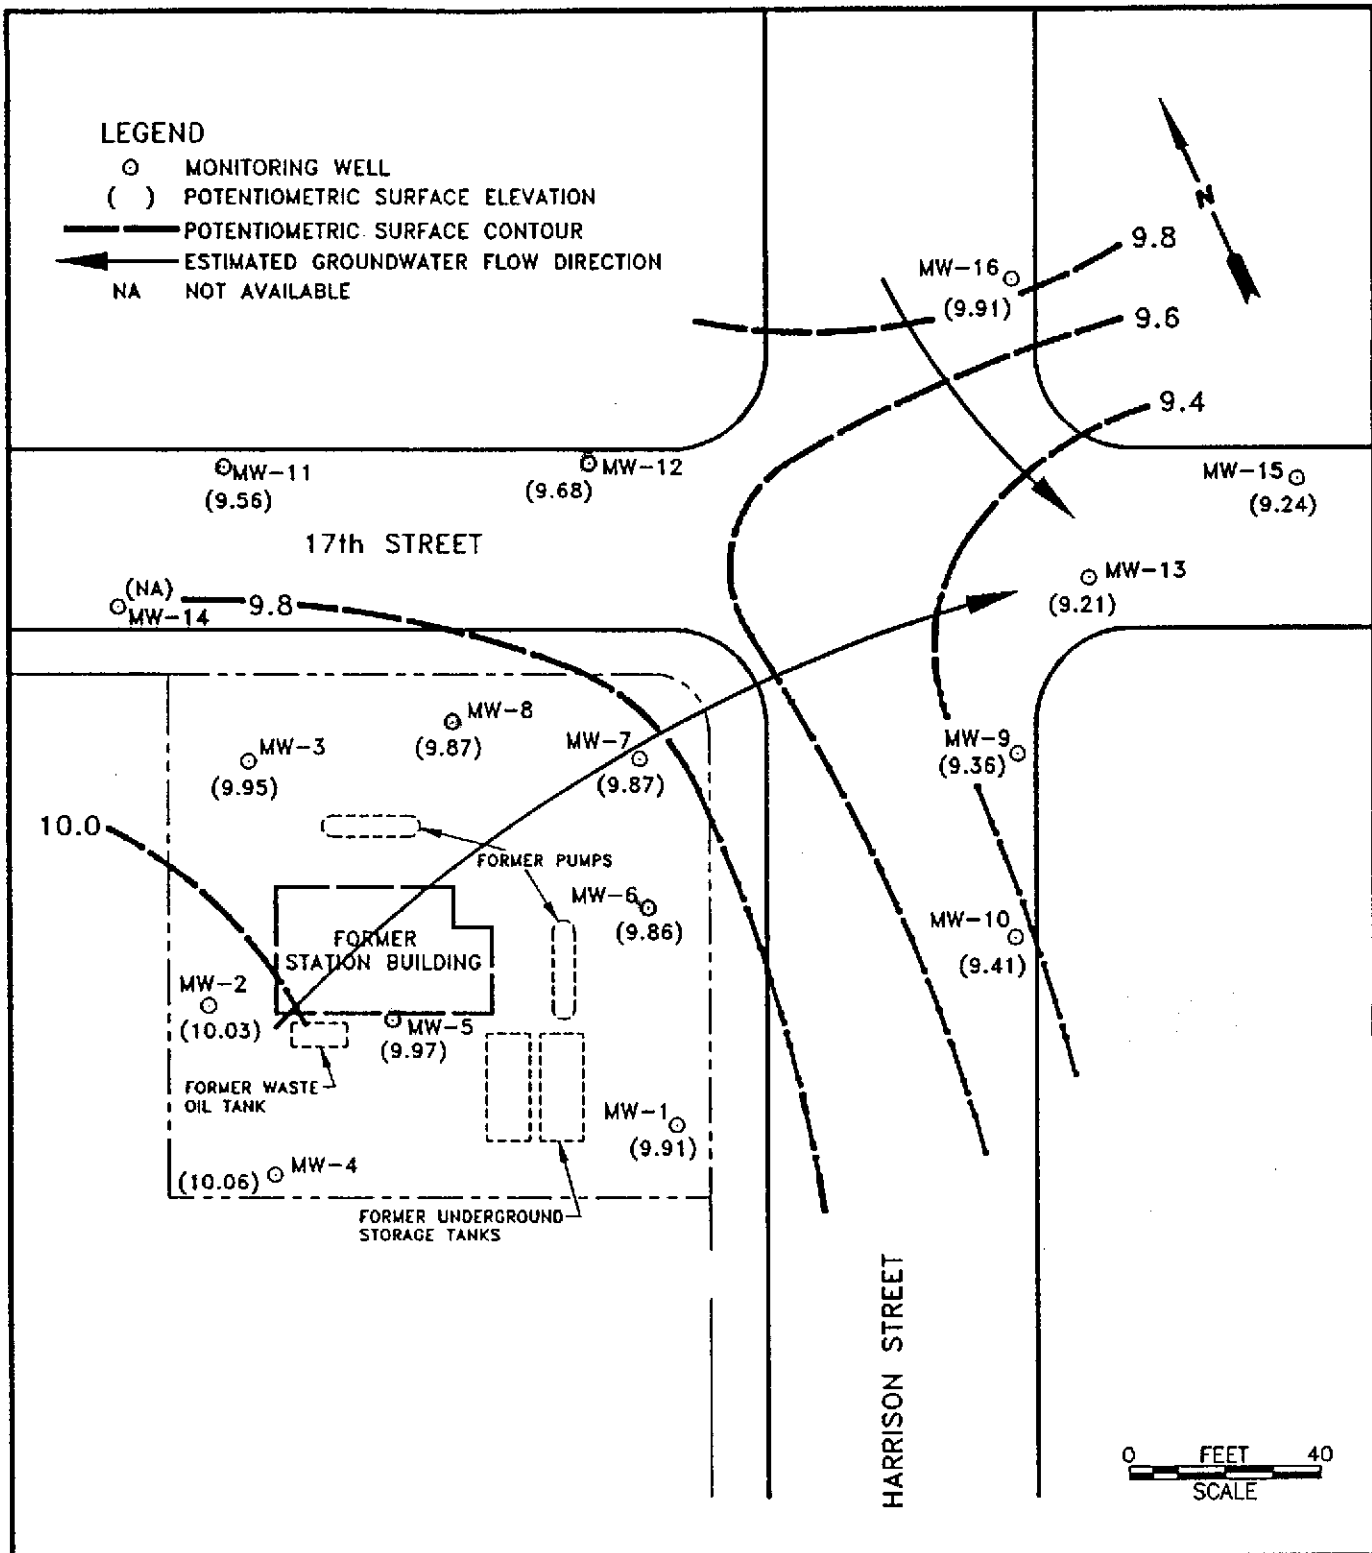 LEGEND
MONITORING WELL
( ) POTENTIOMETRIC SURFACE ELEVATION
POTENTIOMETRIC SURFACE CONTOUR
ESTIMATED GROUNDWATER FLOW DIRECTION
NA NOT AVAILABLE
N
9.8
MW-16
(9.91)
9.6
9.4
MW-11
(9.56)
MW-12
(9.68)
MW-15
(9.24)
17th STREET
MW-13
(9.21)
(NA)
MW-14
9.8
MW-8
(9.87)
MW-3
(9.95)
MW-7
(9.87)
MW-9
(9.36)
10.0
FORMER PUMPS
MW-6
(9.86)
MW-10
(9.41)
FORMER
STATION BUILDING
MW-2
(10.03)
MW-5
(9.97)
FORMER WASTE
OIL TANK
MW-1
(9.91)
MW-4
(10.06)
FORMER UNDERGROUND
STORAGE TANKS
HARRISON STREET
0 FEET 40
SCALE